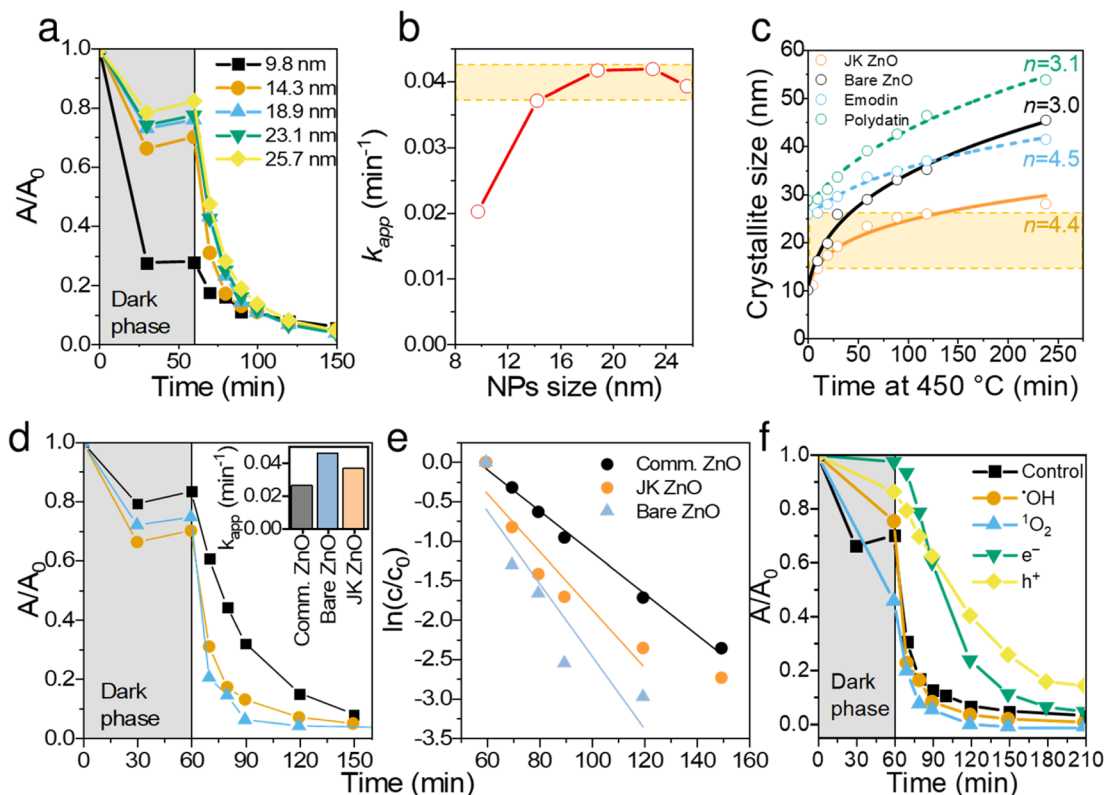 a
A/A0
1.0
0.8
0.6
0.4
0.2
0.0
9.8 nm
14.3 nm
18.9 nm
23.1 nm
25.7 nm
Dark
phase
0
50
100
150
Time (min)
b
kapp (min−1)
0.04
0.03
0.02
0.01
0.00
8
12
16
20
24
NPs size (nm)
c
Crystallite size (nm)
60
50
40
30
20
10
0
JK ZnO
Bare ZnO
Emodin
Polydatin
n=3.1
n=3.0
n=4.5
n=4.4
0
60
120
180
240
Time at 450 °C (min)
d
A/A0
1.0
0.8
0.6
0.4
0.2
0.0
Dark
phase
kapp (min−1)
0.04
0.02
0.00
Comm. ZnO
Bare ZnO
JK ZnO
0
30
60
90
120
150
Time (min)
e
ln(c/c0)
0.0
-0.5
-1.0
-1.5
-2.0
-2.5
-3.0
-3.5
Comm. ZnO
JK ZnO
Bare ZnO
60
80
100
120
140
160
Time (min)
f
A/A0
1.0
0.8
0.6
0.4
0.2
0.0
Control
•OH
1O2
e−
h+
Dark
phase
0
30
60
90
120
150
180
210
Time (min)